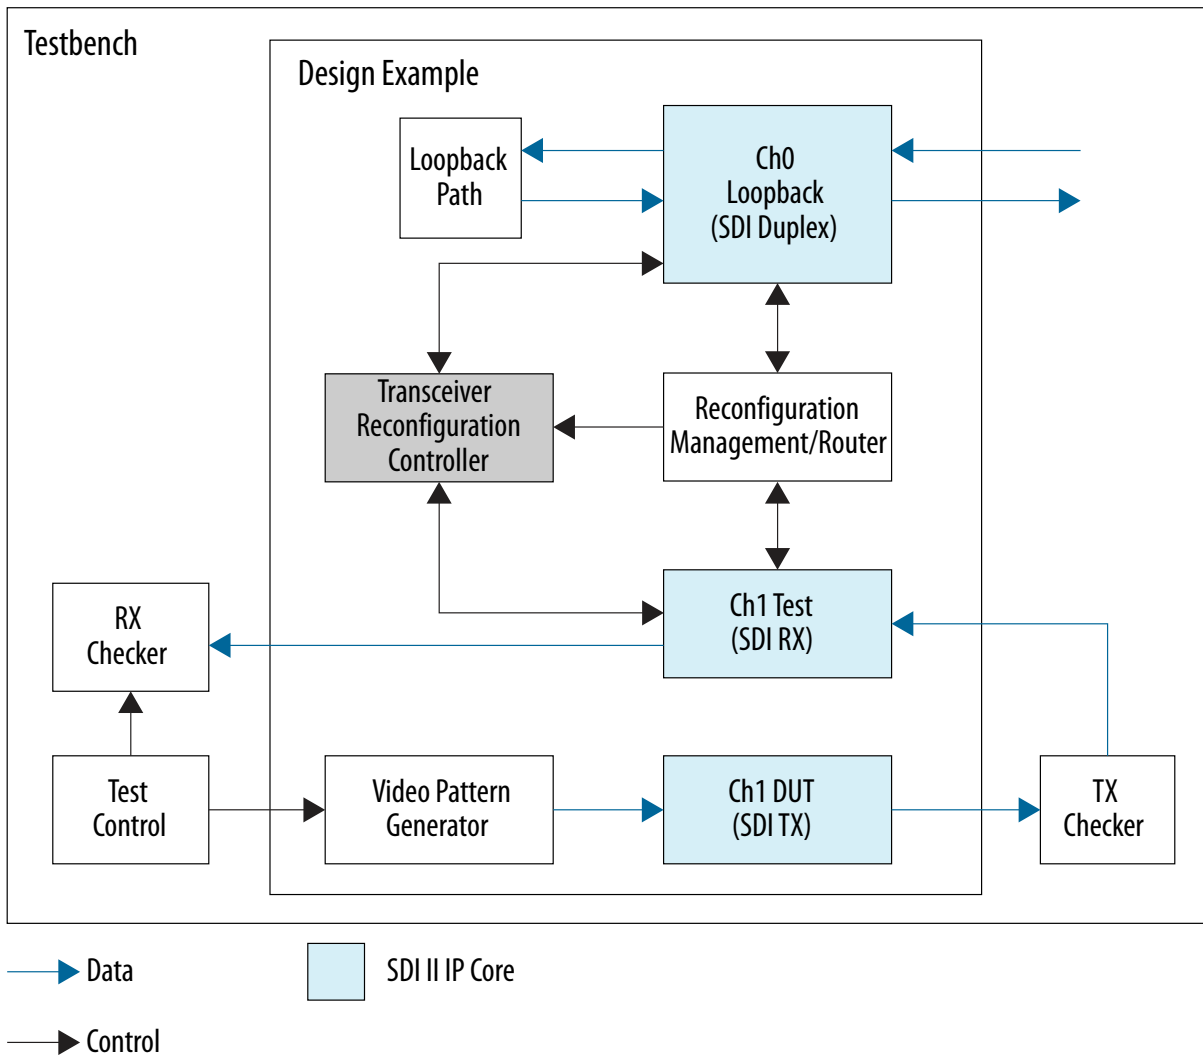 Testbench
Design Example
Loopback
Path
Ch0
Loopback
(SDI Duplex)
Transceiver
Reconfiguration
Controller
Reconfiguration
Management/Router
RX
Checker
Ch1 Test
(SDI RX)
Test
Control
Video Pattern
Generator
Ch1 DUT
(SDI TX)
TX
Checker
Data
SDI II IP Core
Control